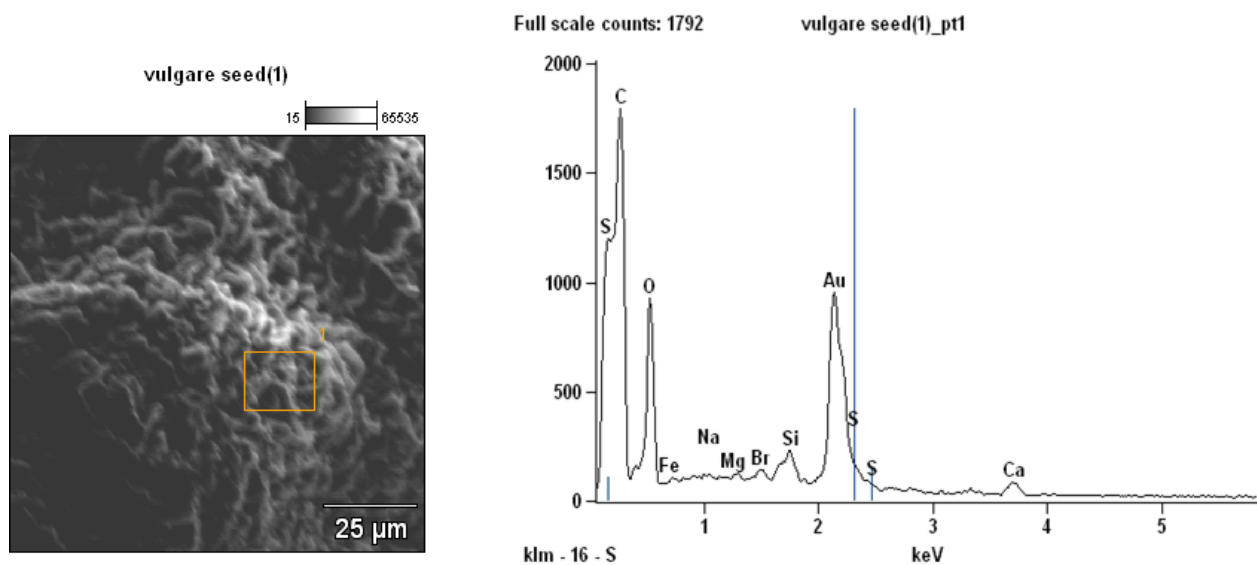 vulgare seed(1)
15 65535
1
25 µm
Full scale counts: 1792 vulgare seed(1)_pt1
2000
1500
1000
500
0
S
C
O
Fe
Na
Mg
Br
Si
Au
S
S
Ca
1 2 3 4 5
klm - 16 - S keV